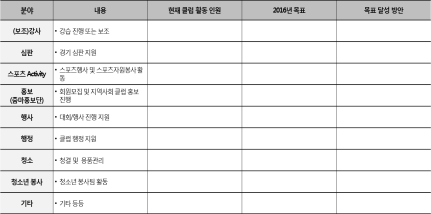 분야 내용 현재 클럽 활동 인원 2016년 목표 목표 달성 방안
(보조)강사 • 강습 진행 또는 보조
심판 • 경기 심판 지원
스포츠 Activity • 스포츠행사 및 스포츠자원봉사 활
동
홍보 • 회원모집 및 지역사회 클럽 홍보
(줌마홍보단) 진행
행사 • 대회/행사 진행 지원
행정 • 클럽 행정 지원
청소 • 청결 및 용품관리
청소년 봉사 • 청소년 봉사팀 활동
기타 • 기타 등등